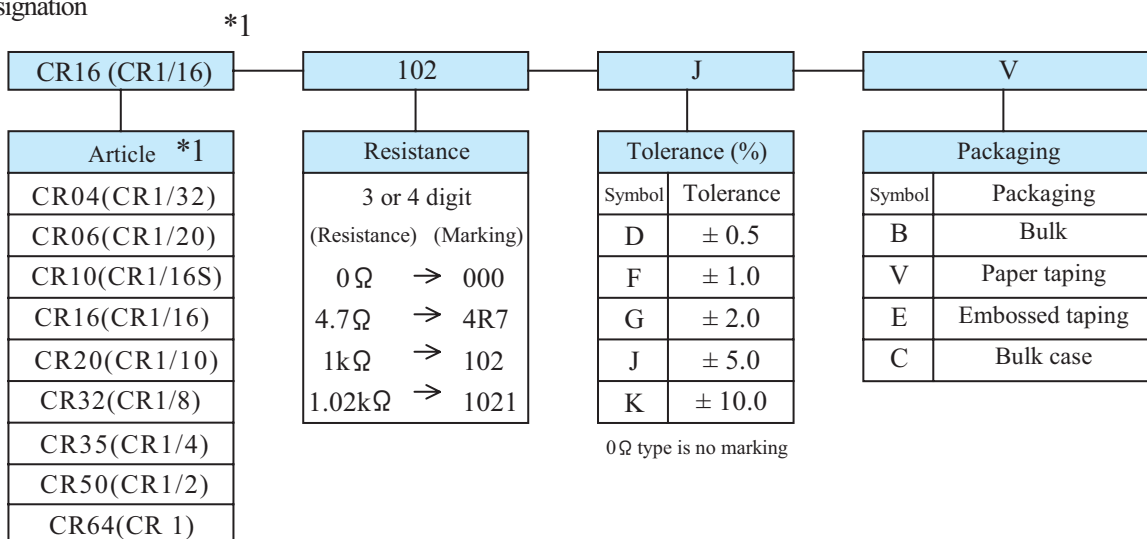 signation
*1
CR16 (CR1/16) 102 J V
Article *1
CR04(CR1/32)
CR06(CR1/20)
CR10(CR1/16S)
CR16(CR1/16)
CR20(CR1/10)
CR32(CR1/8)
CR35(CR1/4)
CR50(CR1/2)
CR64(CR 1)
Resistance
3 or 4 digit
(Resistance) (Marking)
0Ω → 000
4.7Ω → 4R7
1kΩ → 102
1.02kΩ → 1021
Tolerance (%)
Symbol Tolerance
D ± 0.5
F ± 1.0
G ± 2.0
J ± 5.0
K ± 10.0
0Ω type is no marking
Packaging
Symbol Packaging
B Bulk
V Paper taping
E Embossed taping
C Bulk case